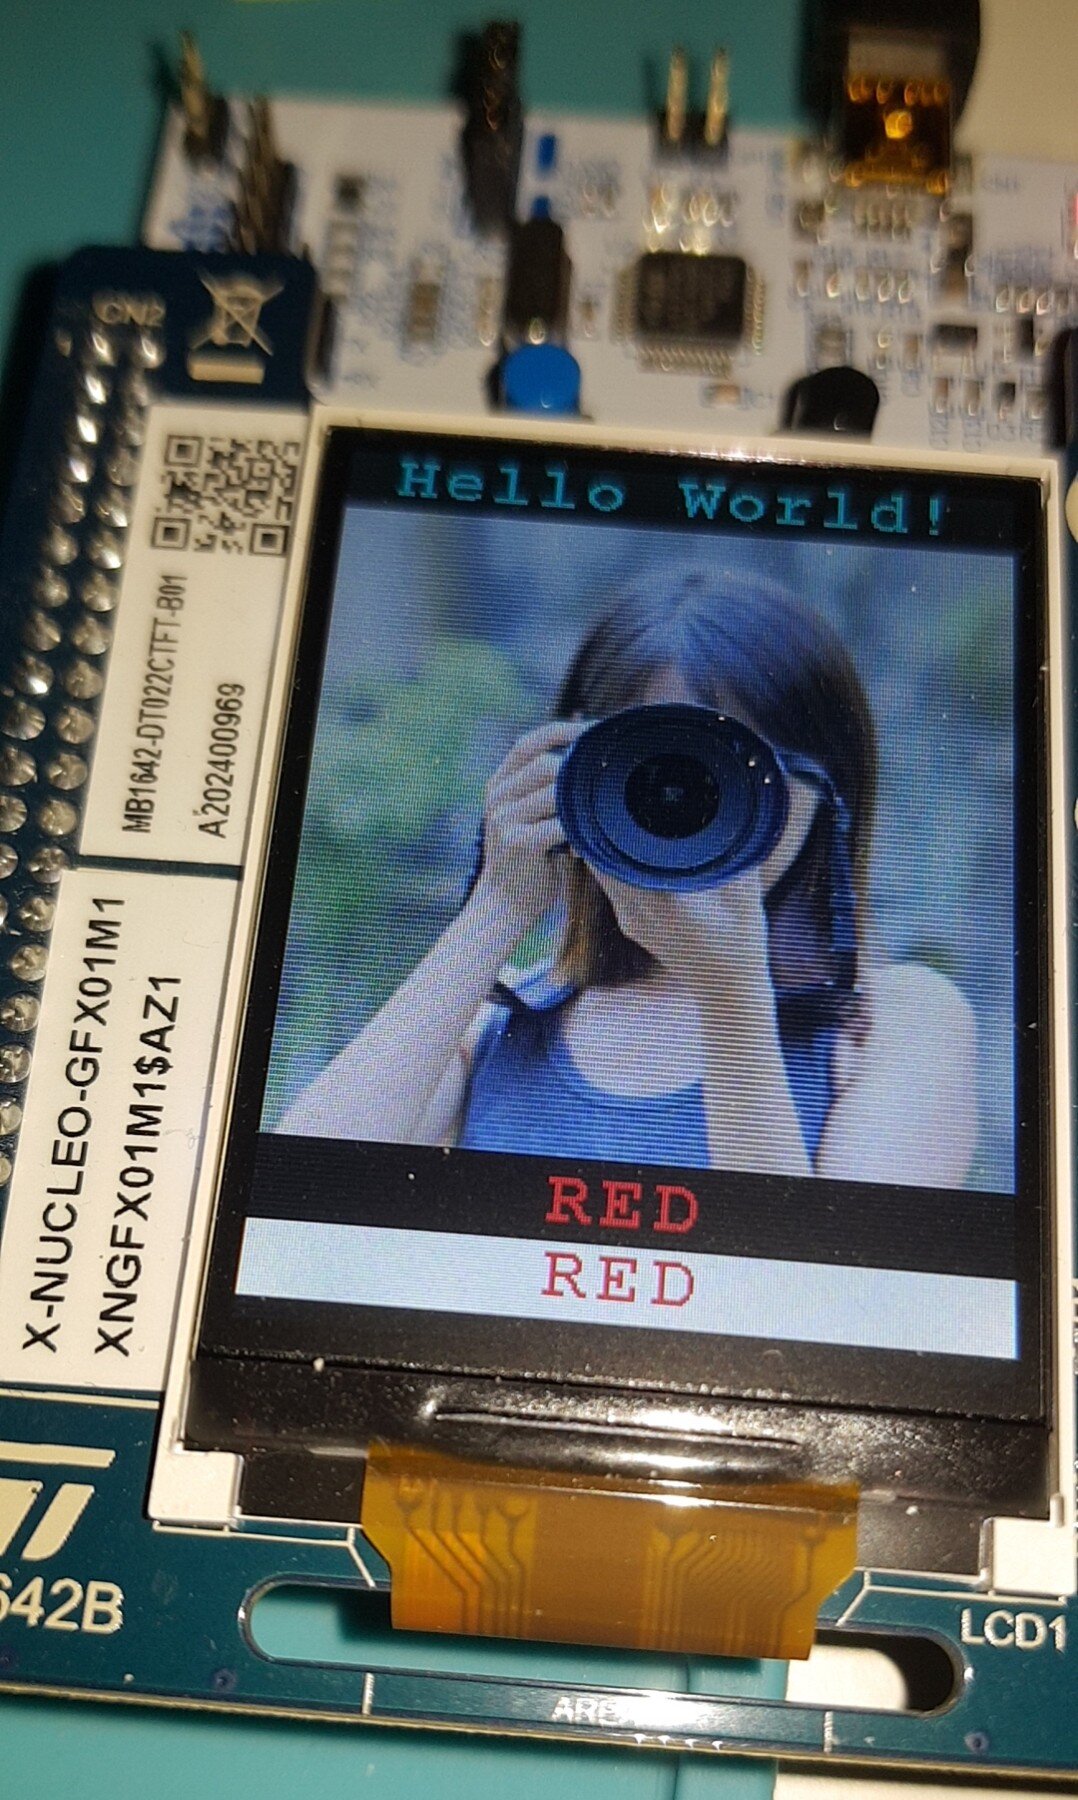 CN2
Hello World!
MB1642-DT022CTFT-B01
A202400969
X-NUCLEO-GFX01M1
XNGFX01M1$AZ1
RED
RED
642B
LCD1